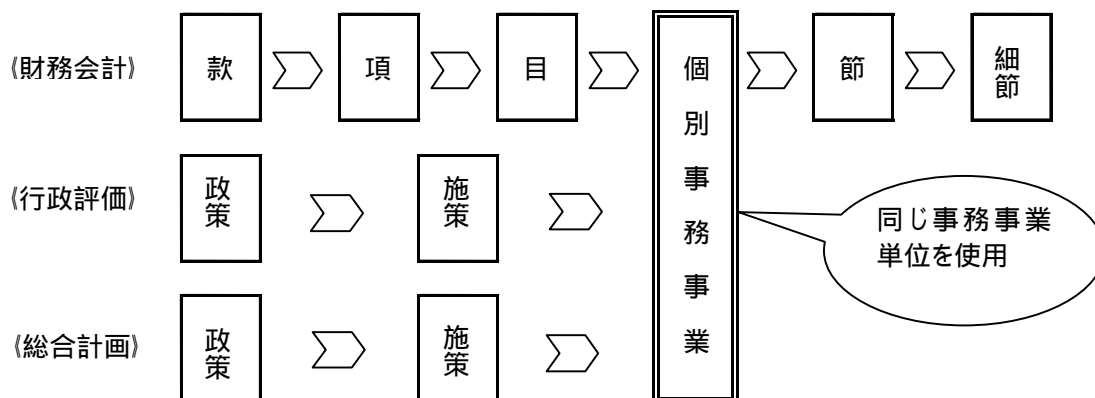 《財務会計》 款 項 目 個別事務事業 節 細節
《行政評価》 政策 施策
同じ事務事業
単位を使用
《総合計画》 政策 施策